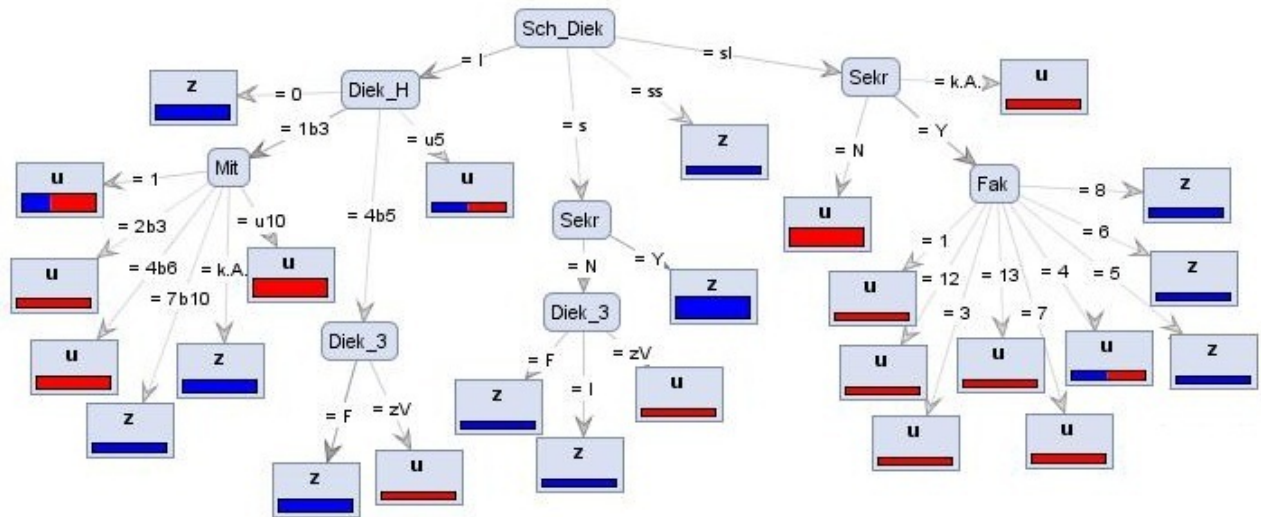 Sch_Diek
= l
= s
= ss
= sl
Diek_H
Sekr
= 0
z
= 1b3
= 4b5
= u5
u
z
= k.A.
u
= N
= Y
Mit
= 1
u
= 2b3
u
= 4b6
u
= 7b10
z
= k.A.
z
= u10
u
Diek_3
= F
z
= zV
u
Sekr
= N
= Y
z
Diek_3
= F
z
= l
z
= zV
u
u
Fak
= 1
u
= 12
u
= 3
u
= 13
u
= 7
u
= 4
u
= 5
z
= 6
z
= 8
z